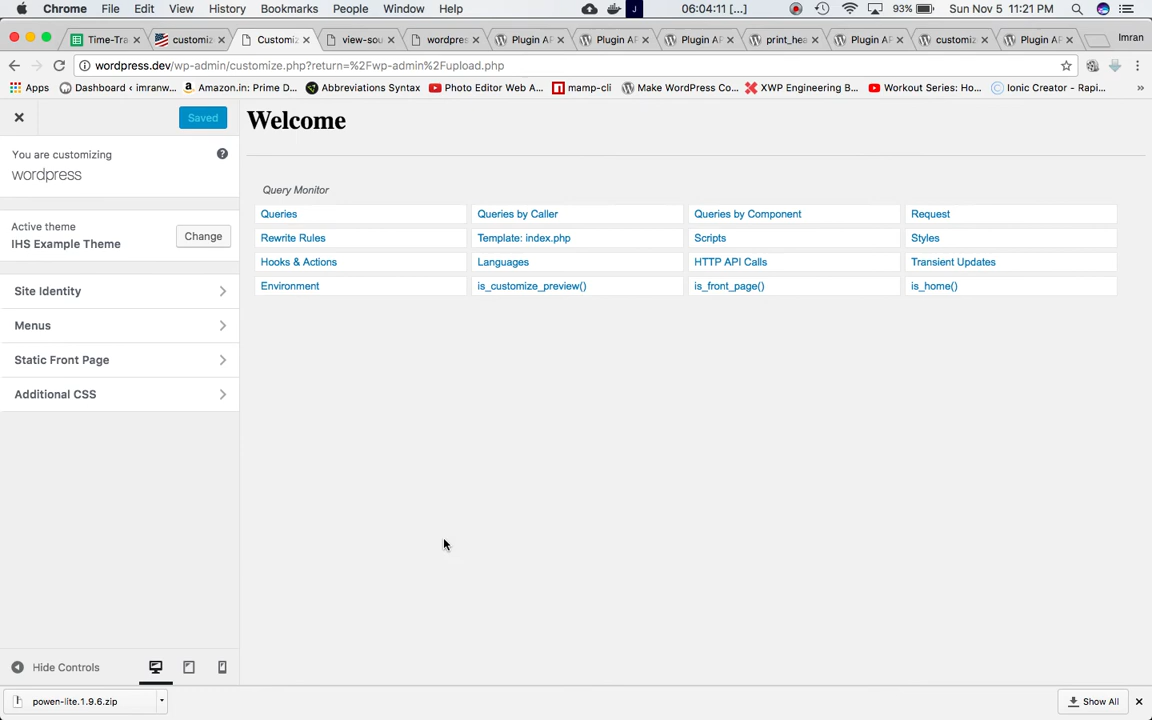 Chrome File Edit View History Bookmarks People Window Help 06:04:11 [...] 93% Sun Nov 5 11:21 PM
Time-Tra customiz Customiz view-sou wordpres Plugin AP Plugin AP Plugin AP print_hea Plugin AP customiz Plugin AP Imran
wordpress.dev/wp-admin/customize.php?return=%2Fwp-admin%2Fupload.php
Apps Dashboard ‹ imranw... Amazon.in: Prime D... Abbreviations Syntax Photo Editor Web A... mamp-cli Make WordPress Co... XWP Engineering B... Workout Series: Ho... Ionic Creator - Rapi... »
Saved
Welcome
You are customizing
wordpress
Query Monitor
Queries Queries by Caller Queries by Component Request
Rewrite Rules Template: index.php Scripts Styles
Hooks & Actions Languages HTTP API Calls Transient Updates
Environment is_customize_preview() is_front_page() is_home()
Active theme
IHS Example Theme
Change
Site Identity
Menus
Static Front Page
Additional CSS
Hide Controls
powen-lite.1.9.6.zip
Show All